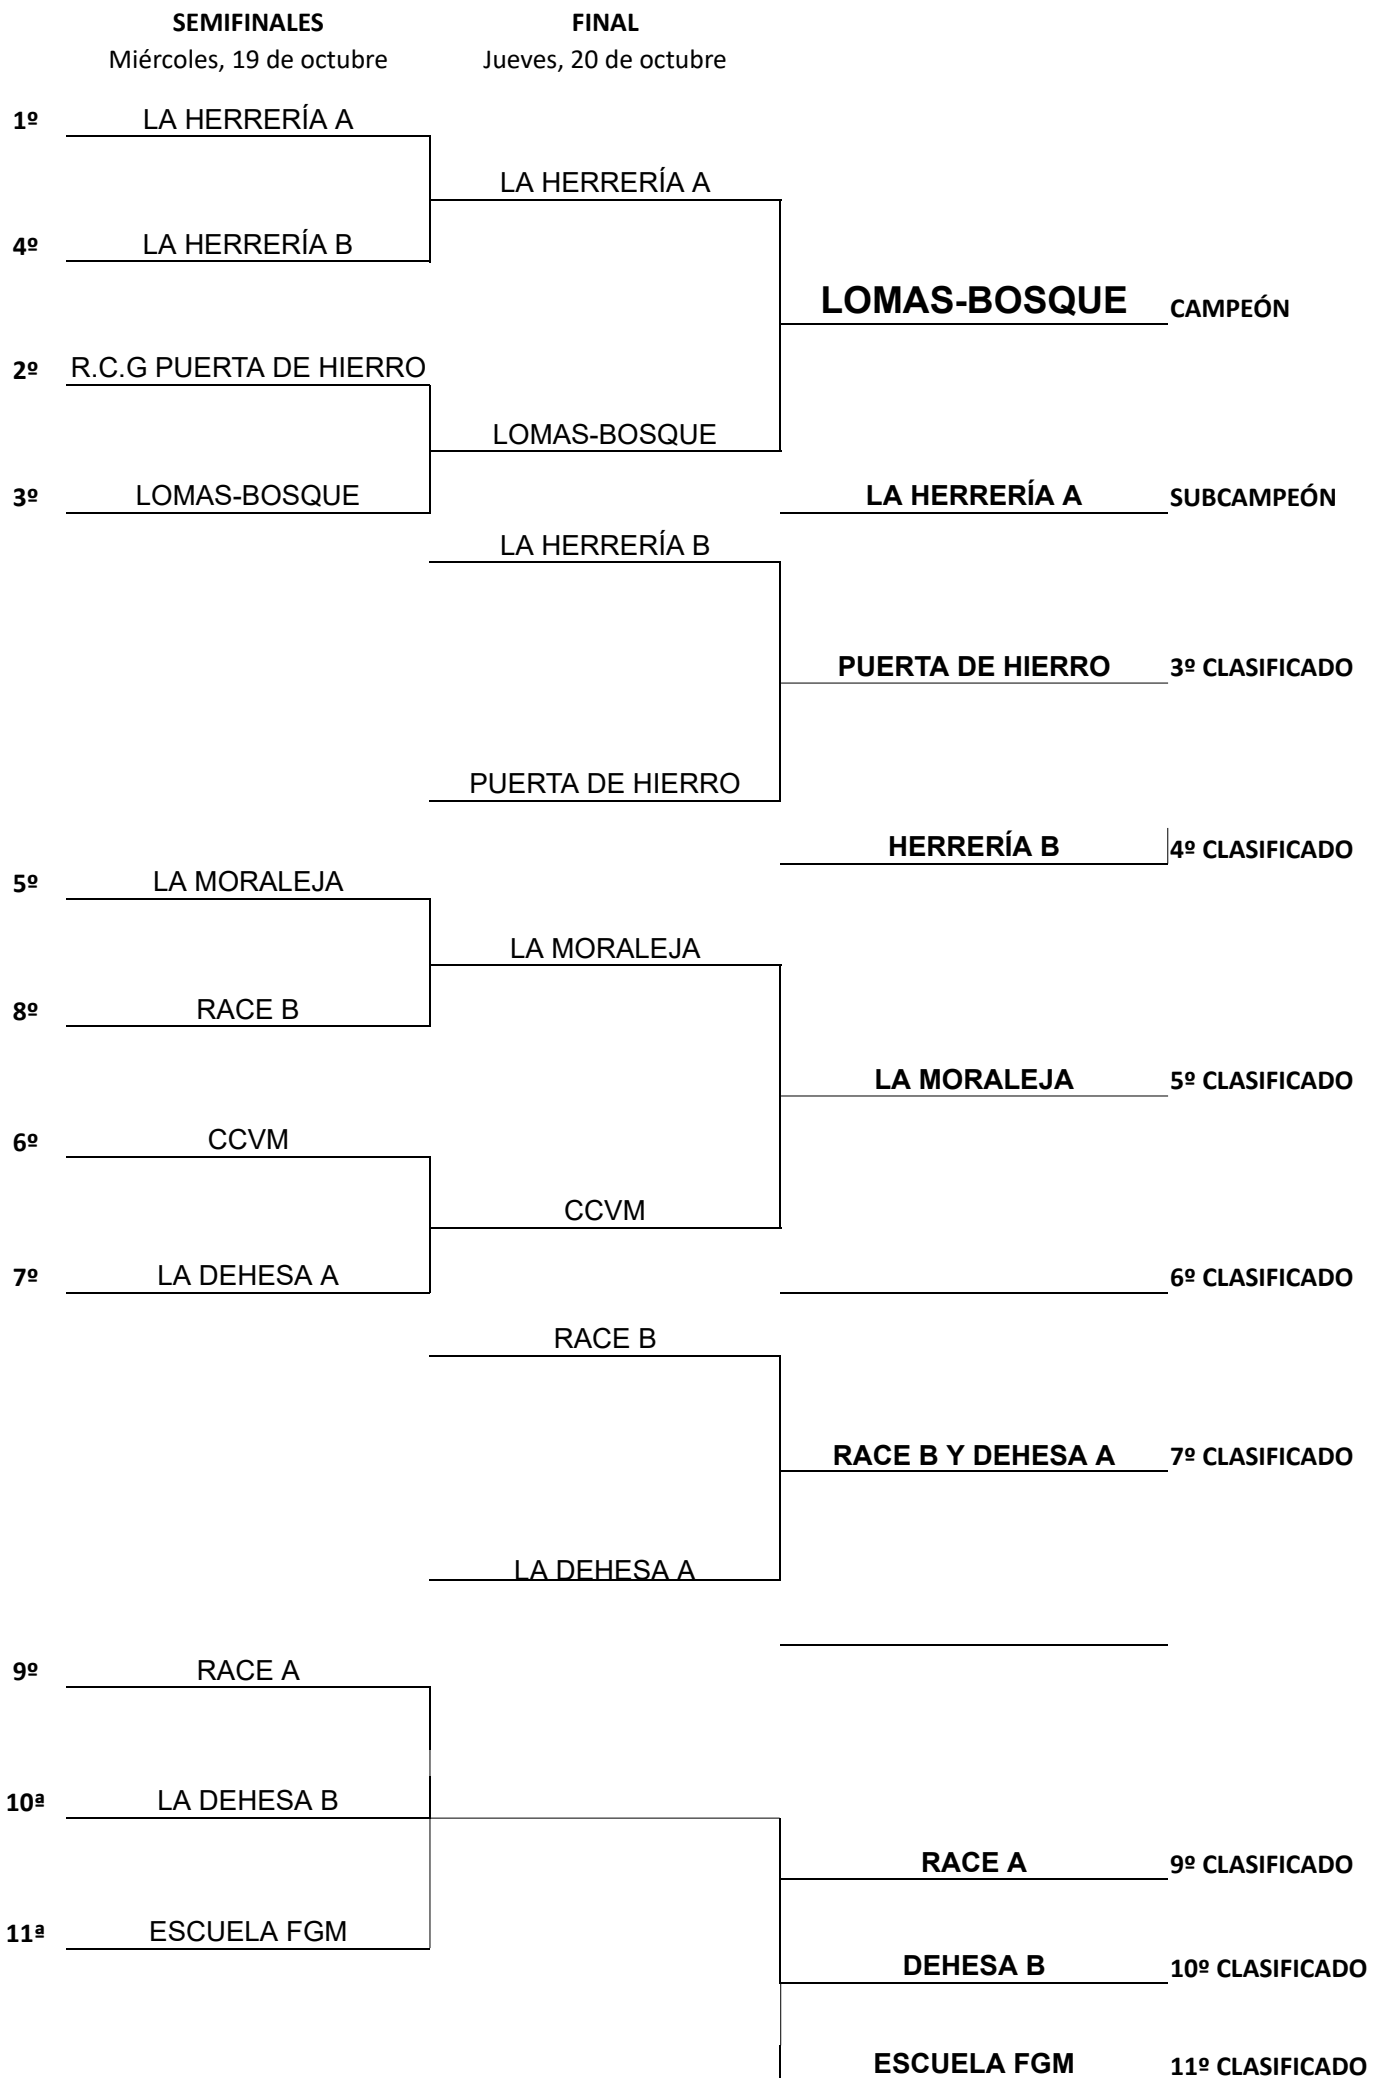 SEMIFINALES FINAL
Miércoles, 19 de octubre Jueves, 20 de octubre
1º LA HERRERÍA A
LA HERRERÍA A
4º LA HERRERÍA B
LOMAS-BOSQUE CAMPEÓN
2º R.C.G PUERTA DE HIERRO
LOMAS-BOSQUE
3º LOMAS-BOSQUE LA HERRERÍA A SUBCAMPEÓN
LA HERRERÍA B
PUERTA DE HIERRO 3º CLASIFICADO
PUERTA DE HIERRO
HERRERÍA B 4º CLASIFICADO
5º LA MORALEJA
LA MORALEJA
8º RACE B
LA MORALEJA 5º CLASIFICADO
6º CCVM
CCVM
7º LA DEHESA A 6º CLASIFICADO
RACE B
RACE B Y DEHESA A 7º CLASIFICADO
LA DEHESA A
9º RACE A
10ª LA DEHESA B
RACE A 9º CLASIFICADO
11ª ESCUELA FGM
DEHESA B 10º CLASIFICADO
ESCUELA FGM 11º CLASIFICADO